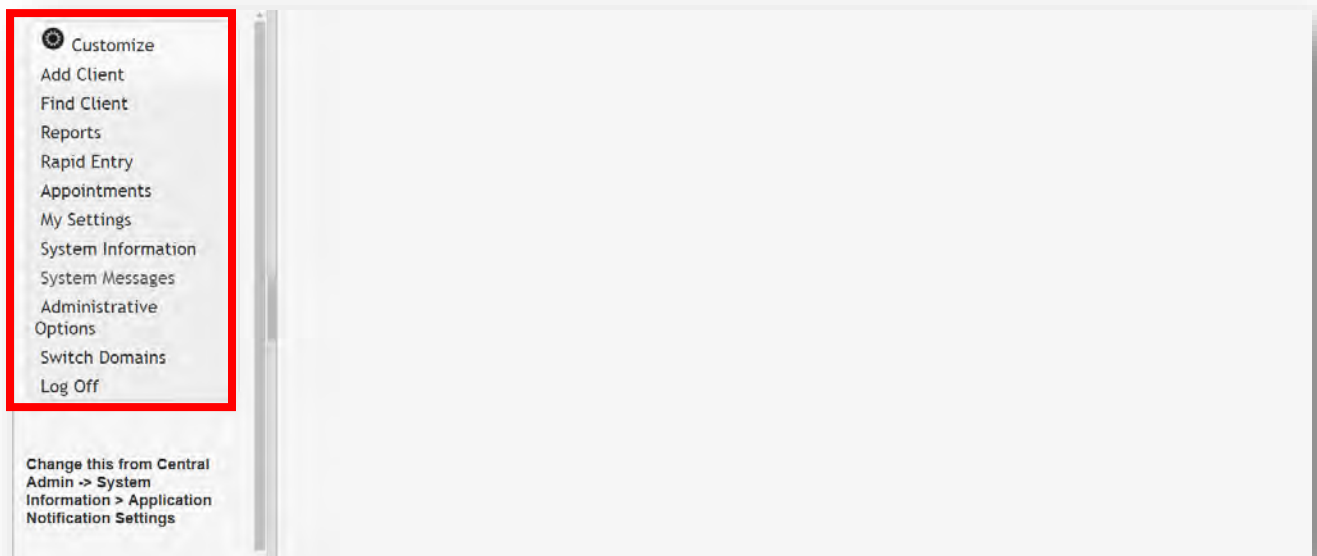 Customize
Add Client
Find Client
Reports
Rapid Entry
Appointments
My Settings
System Information
System Messages
Administrative
Options
Switch Domains
Log Off
Change this from Central
Admin -> System
Information > Application
Notification Settings